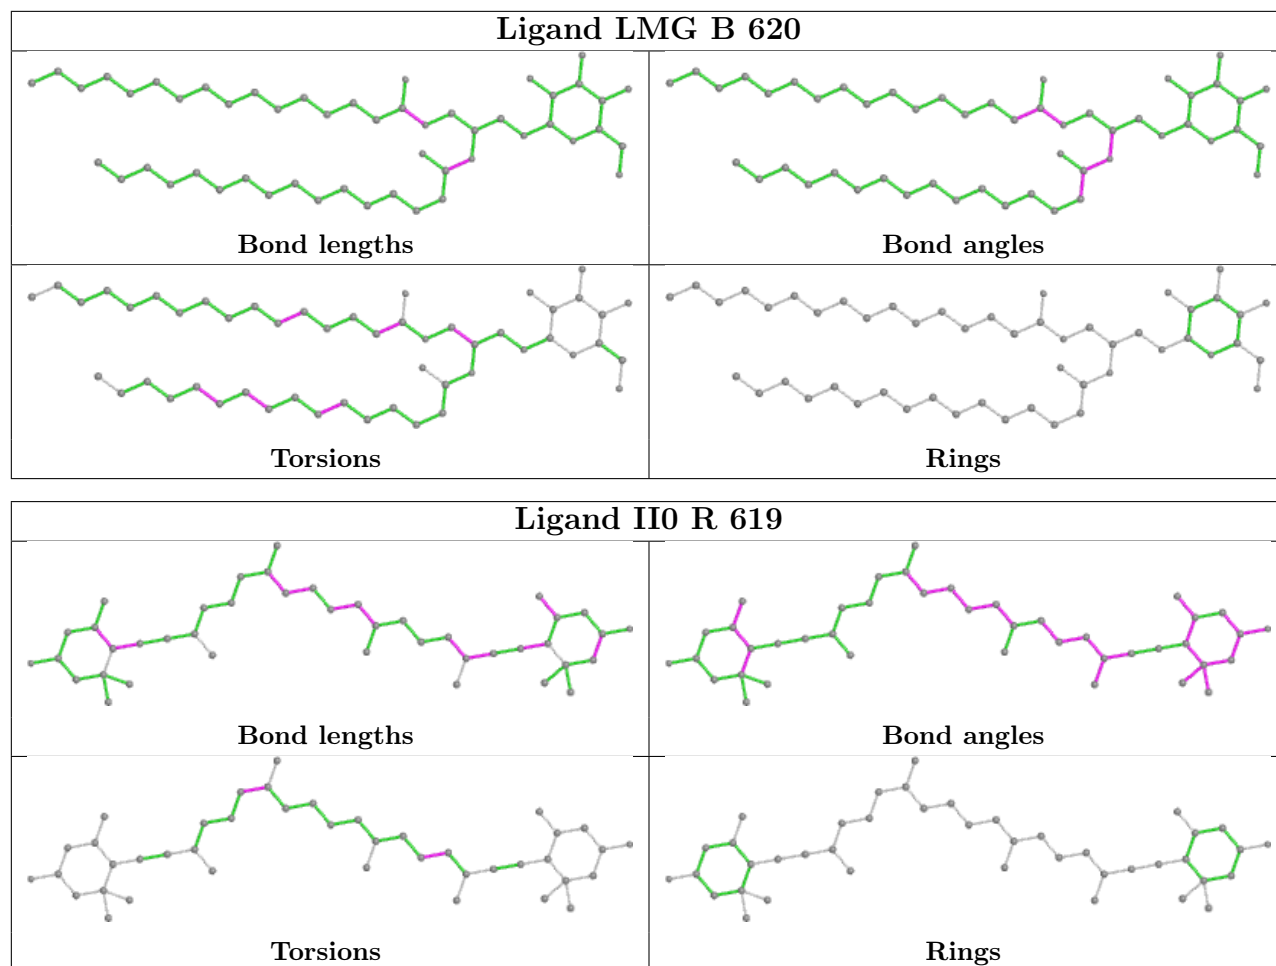 Ligand LMG B 620
Bond lengths
Bond angles
Torsions
Rings
Ligand II0 R 619
Bond lengths
Bond angles
Torsions
Rings